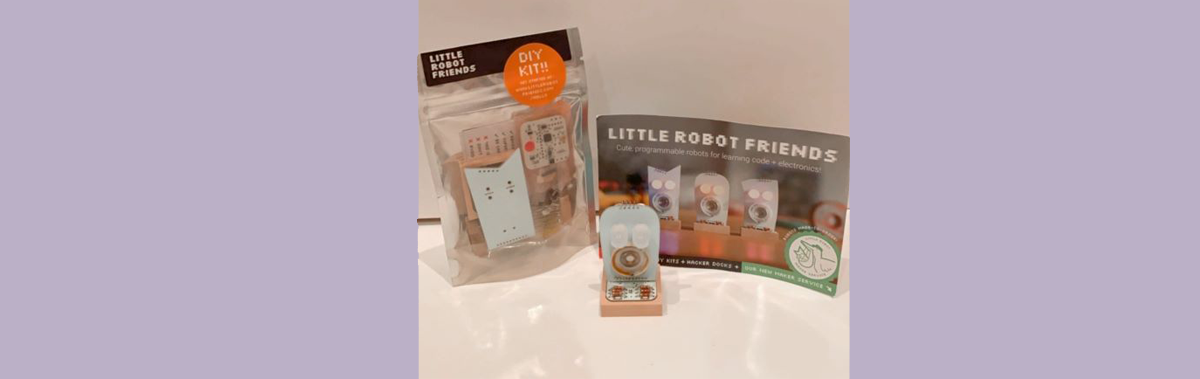 LITTLE
ROBOT
FRIENDS
DIY
KIT!!
LITTLE ROBOT FRIENDS
Cute, programmable robots for learning code + electronics!
KITS + HACKER DOCKS +
OUR NEW MAKER SERVICE